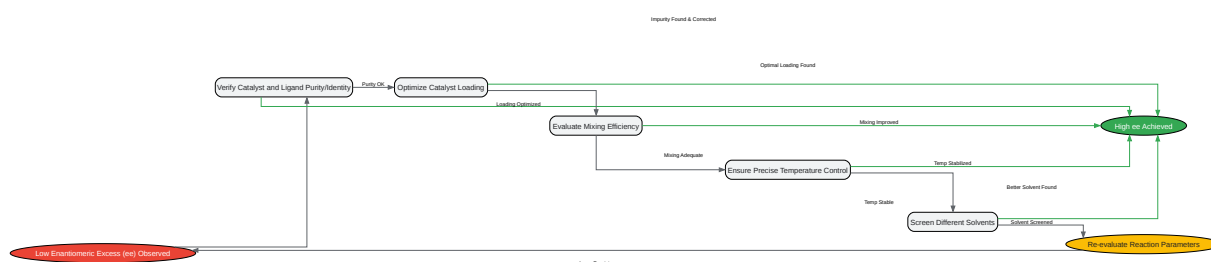 Impurity Found & Corrected
Optimal Loading Found
Verify Catalyst and Ligand Purity/Identity
Purity OK
Optimize Catalyst Loading
Loading Optimized
Evaluate Mixing Efficiency
Mixing Improved
High ee Achieved
Mixing Adequate
Ensure Precise Temperature Control
Temp Stabilized
Better Solvent Found
Temp Stable
Screen Different Solvents
Solvent Screened
Re-evaluate Reaction Parameters
Low Enantiomeric Excess (ee) Observed